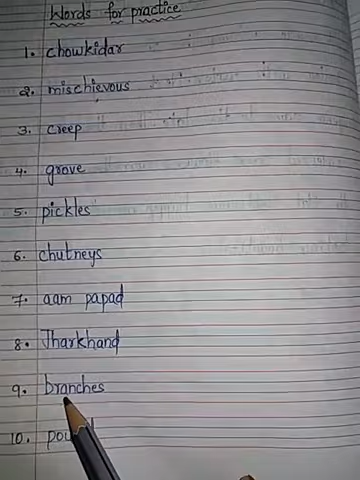 Words for practice
1. chowkidar
2. mischievous
3. creep
4. grove
5. pickles
6. chutneys
7. aam papad
8. Jharkhand
9. branches
10.